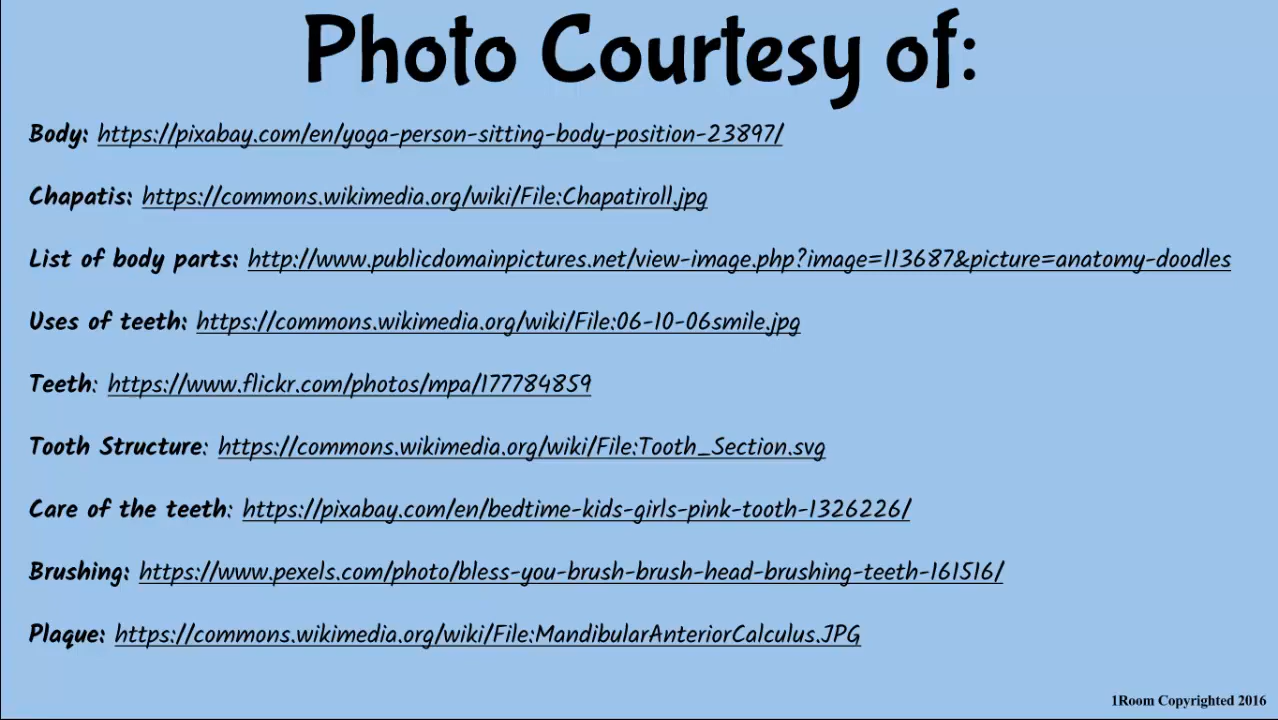 Photo Courtesy of:
Body: https://pixabay.com/en/yoga-person-sitting-body-position-23897/
Chapatis: https://commons.wikimedia.org/wiki/File:Chapatiroll.jpg
List of body parts: http://www.publicdomainpictures.net/view-image.php?image=113687&picture=anatomy-doodles
Uses of teeth: https://commons.wikimedia.org/wiki/File:06-10-06smile.jpg
Teeth: https://www.flickr.com/photos/mpa/177784859
Tooth Structure: https://commons.wikimedia.org/wiki/File:Tooth_Section.svg
Care of the teeth: https://pixabay.com/en/bedtime-kids-girls-pink-tooth-1326226/
Brushing: https://www.pexels.com/photo/bless-you-brush-brush-head-brushing-teeth-161516/
Plaque: https://commons.wikimedia.org/wiki/File:MandibularAnteriorCalculus.JPG
1Room Copyrighted 2016